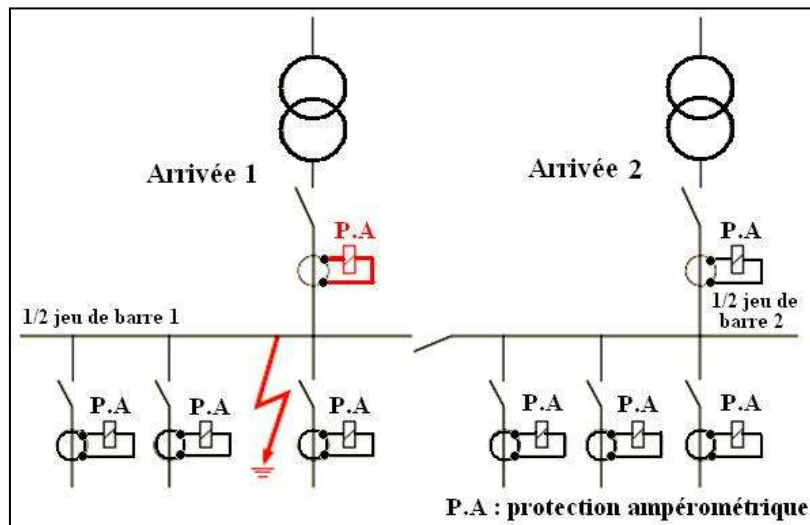 Arrivée 1
Arrivée 2
P.A
P.A
1/2 jeu de barre 1
1/2 jeu de
barre 2
P.A
P.A
P.A
P.A
P.A
P.A
P.A : protection ampérométrique